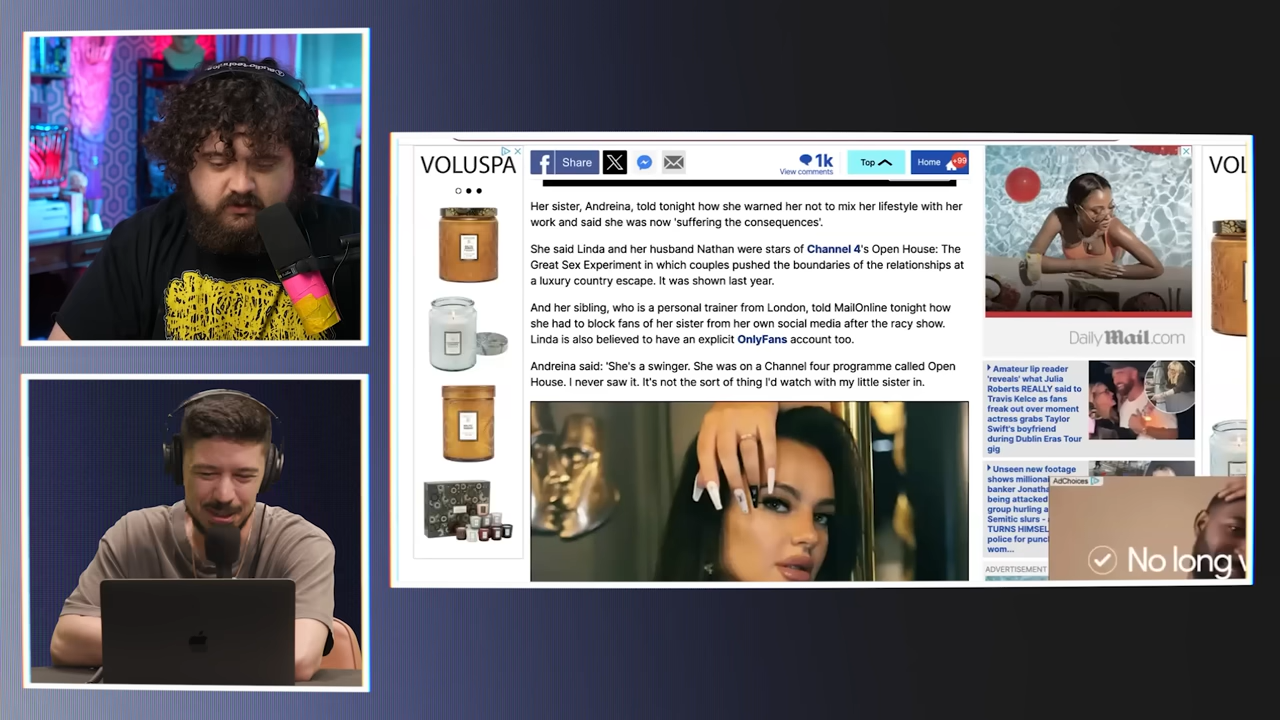 audio-technica
VOLUSPA
Share
1k
View comments
Top
Home
+99
Her sister, Andreina, told tonight how she warned her not to mix her lifestyle with her
work and said she was now 'suffering the consequences'.
She said Linda and her husband Nathan were stars of Channel 4's Open House: The
Great Sex Experiment in which couples pushed the boundaries of the relationships at
a luxury country escape. It was shown last year.
And her sibling, who is a personal trainer from London, told MailOnline tonight how
she had to block fans of her sister from her own social media after the racy show.
Linda is also believed to have an explicit OnlyFans account too.
Andreina said: 'She's a swinger. She was on a Channel four programme called Open
House. I never saw it. It's not the sort of thing I'd watch with my little sister in.
DailyMail.com
Amateur lip reader
'reveals' what Julia
Roberts REALLY said to
Travis Kelce as fans
freak out over moment
actress grabs Taylor
Swift's boyfriend
during Dublin Eras Tour
gig
Unseen new footage
shows milliona
banker Jonath
being attacked
group hurling a
Semitic slurs -
TURNS HIMSEL
police for punc
wom...
ADVERTISEMENT
AdChoices
No long v
VOL